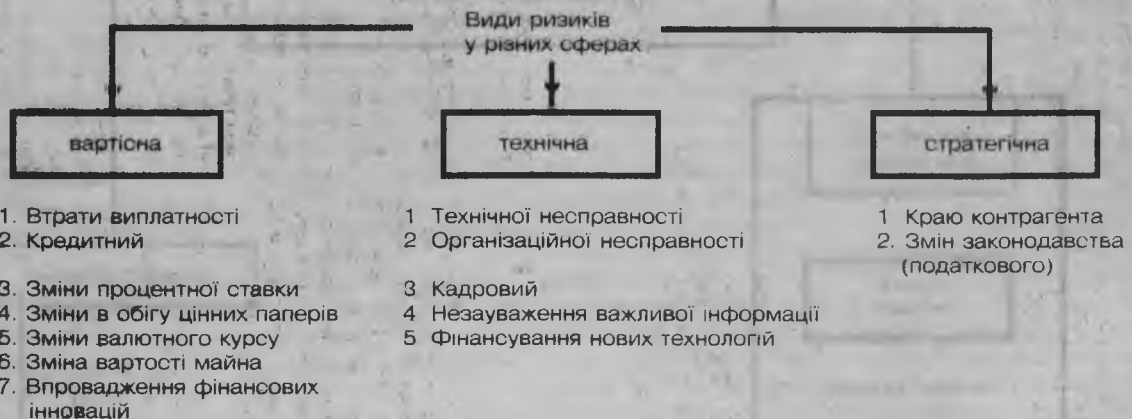 Види ризиків
у різних сферах
вартісна
1. Втрати виплатності
2. Кредитний
3. Зміни процентної ставки
4. Зміни в обігу цінних паперів
5. Зміни валютного курсу
6. Зміна вартості майна
7. Впровадження фінансових
інновацій
технічна
1 Технічної несправності
2 Організаційної несправності
3 Кадровий
4 Незауваження важливої інформації
5 Фінансування нових технологій
стратегічна
1 Краю контрагента
2. Змін законодавства
(податкового)